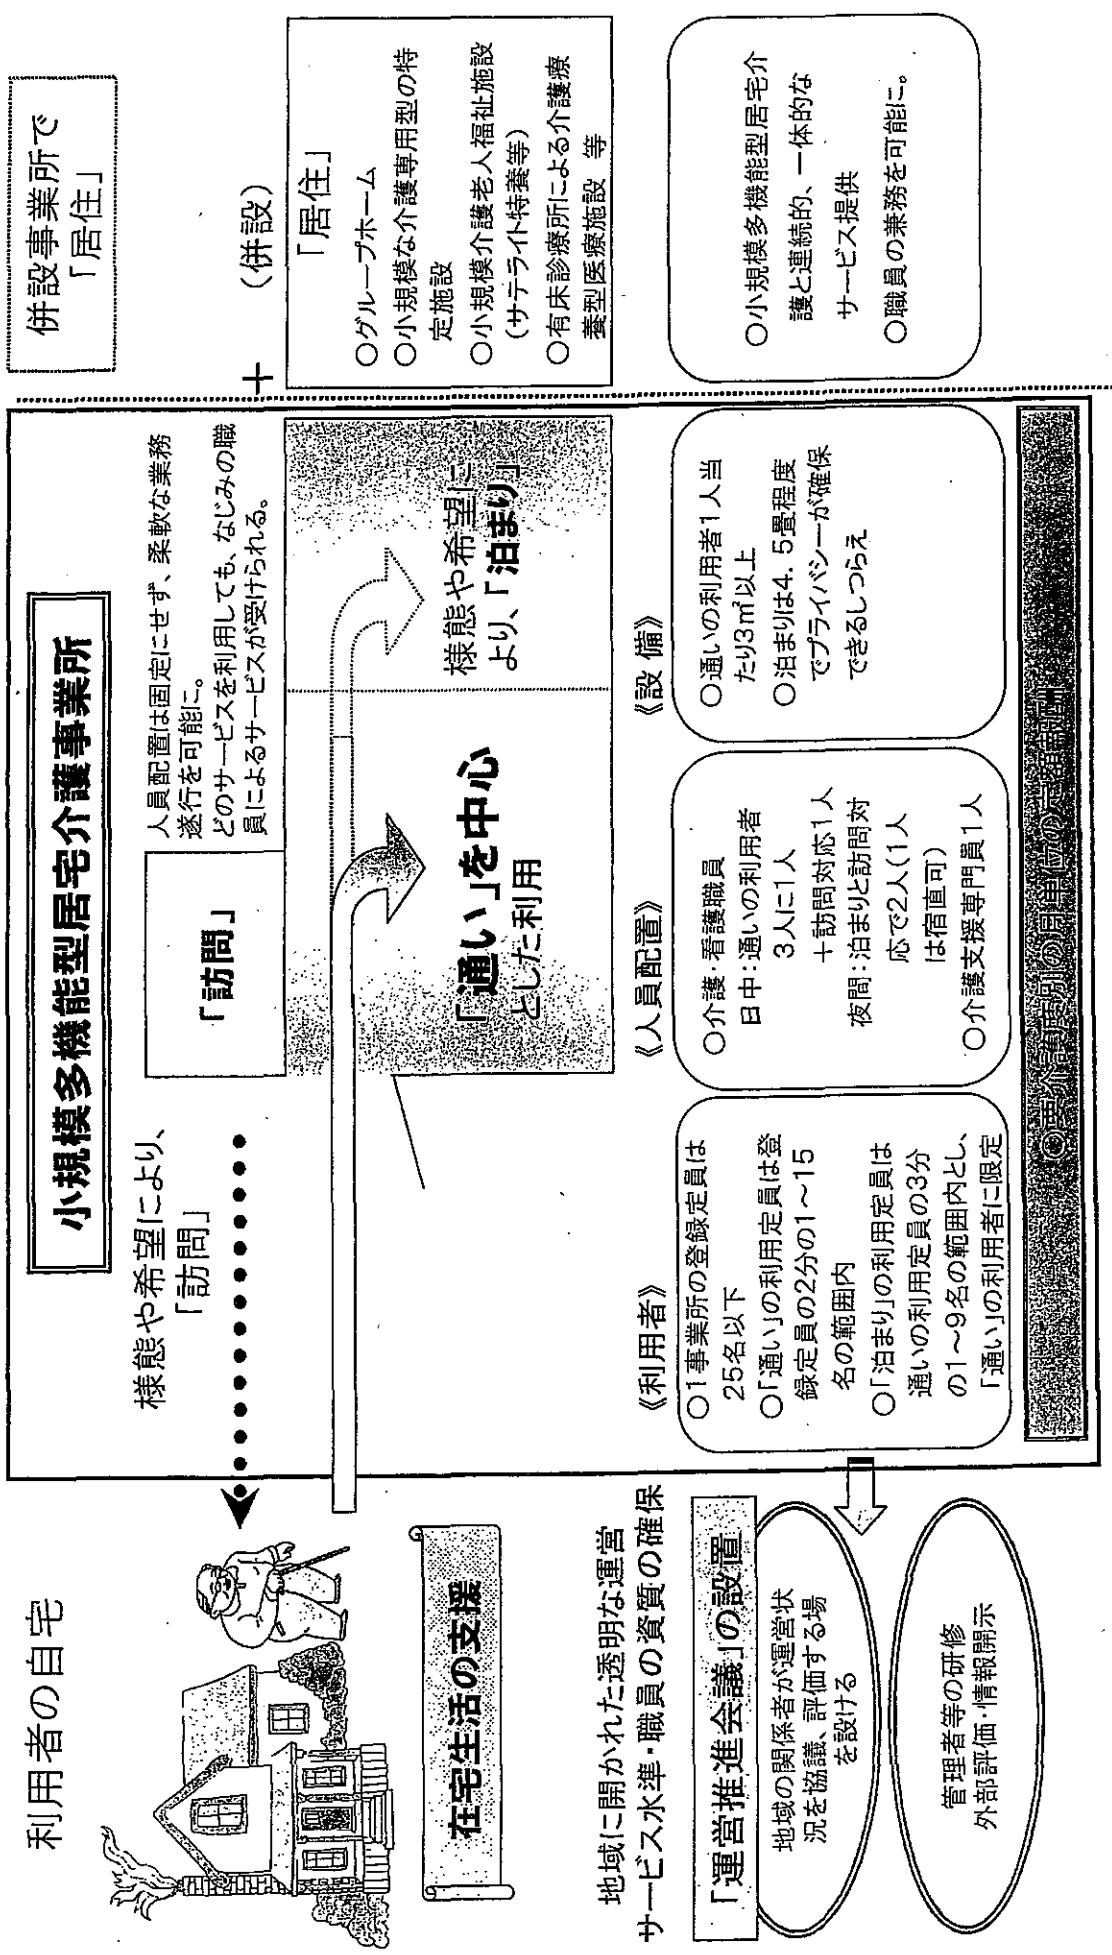 利用者の自宅
在宅生活の支援
地域に開かれた透明な運営
サービス水準・職員の資質の確保
「運営推進会議」の設置
地域の関係者が運営状
況を協議、評価する場
を設ける
管理者等の研修
外部評価・情報開示
小規模多機能型居宅介護事業所
様態や希望により、
「訪問」
「訪問」
人員配置は固定にせず、柔軟な業務
遂行を可能に。
どのサービスを利用しても、なじみの職
員によるサービスが受けられる。
「通い」を中心
とした利用
様態や希望に
より、「泊まり」
《利用者》
○1事業所の登録定員は
25名以下
○「通い」の利用定員は登
録定員の2分の1～15
名の範囲内
○「泊まり」の利用定員は
通いの利用定員の3分
の1～9名の範囲内とし、
「通い」の利用者に限定
《人員配置》
○介護・看護職員
日中：通いの利用者
3人に1人
＋訪問対応1人
夜間：泊まりと訪問対
応で2人（1人
は宿直可）
○介護支援専門員1人
《設備》
○通いの利用者1人当
たり3㎡以上
○泊まりは4．5畳程度
でプライバシーが確保
できるしつらえ
◎要介護度別の月単位の定額報酬
併設事業所で
「居住」
＋
（併設）
「居住」
○グループホーム
○小規模な介護専用型の特
定施設
○小規模介護老人福祉施設
（サテライト特養等）
○有床診療所による介護療
養型医療施設　等
○小規模多機能型居宅介
護と連続的、一体的な
サービス提供
○職員の兼務を可能に。